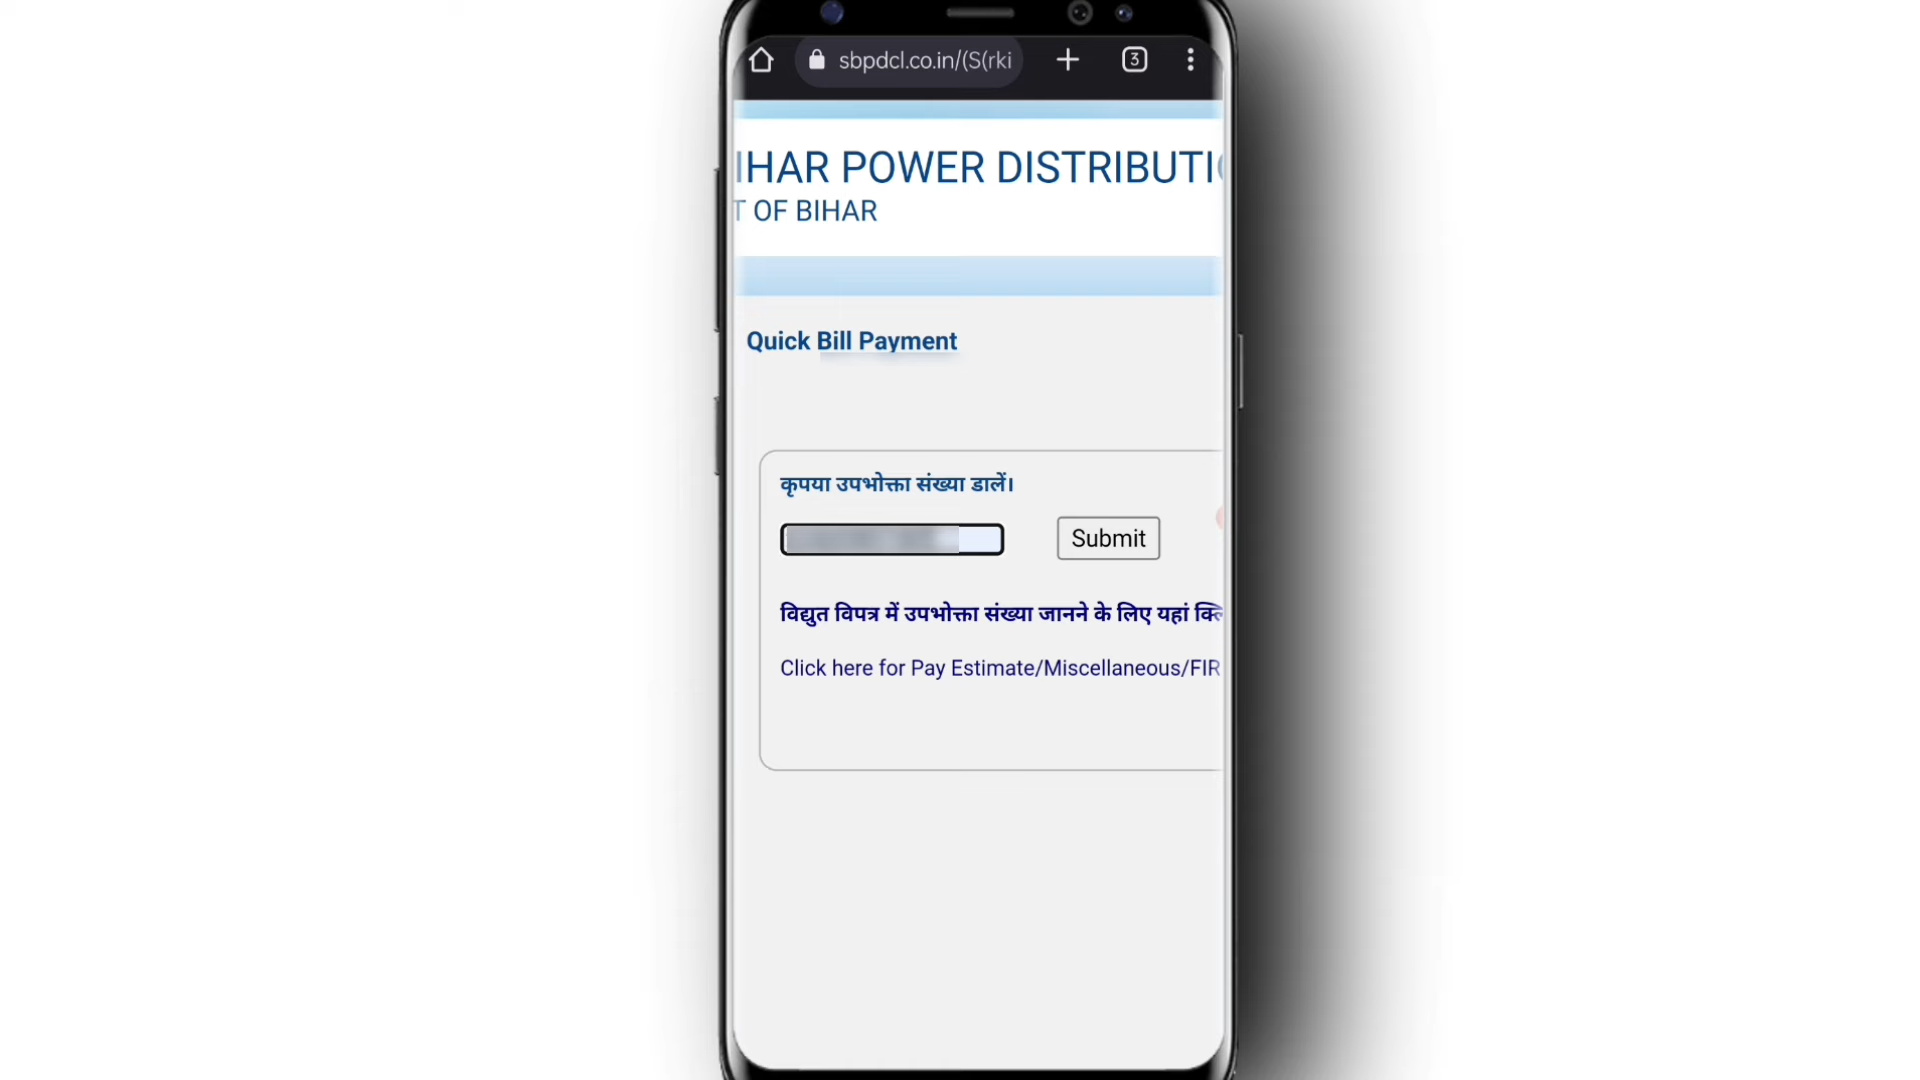 3
sbpdcl.co.in/(S(rki
IHAR POWER DISTRIBUTI
T OF BIHAR
Quick Bill Payment
कृपया उपभोक्ता संख्या डालें।
Submit
विद्युत विपत्र में उपभोक्ता संख्या जानने के लिए यहां
Click here for Pay Estimate/Miscellaneous/FIR